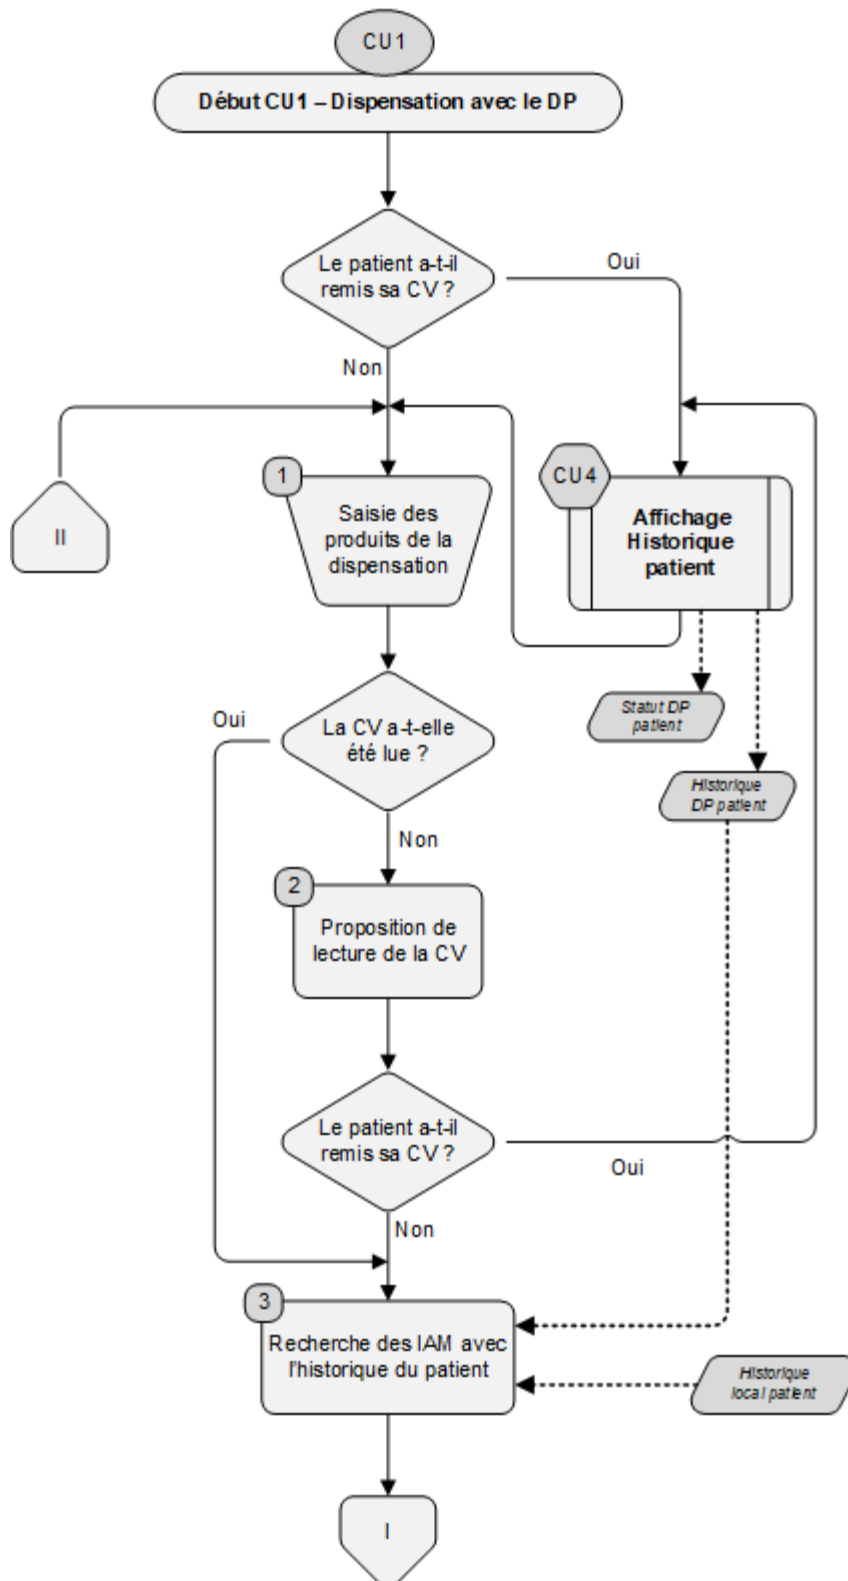 CU1
Début CU1 – Dispensation avec le DP
Le patient a-t-il
remis sa CV ?
Oui
Non
1
Saisie des
produits de la
dispensation
II
CU4
Affichage
Historique
patient
Statut DP
patient
Historique
DP patient
Oui
La CV a-t-elle
été lue ?
Non
2
Proposition de
lecture de la CV
Le patient a-t-il
remis sa CV ?
Oui
Non
3
Recherche des IAM avec
l'historique du patient
Historique
local patient
I